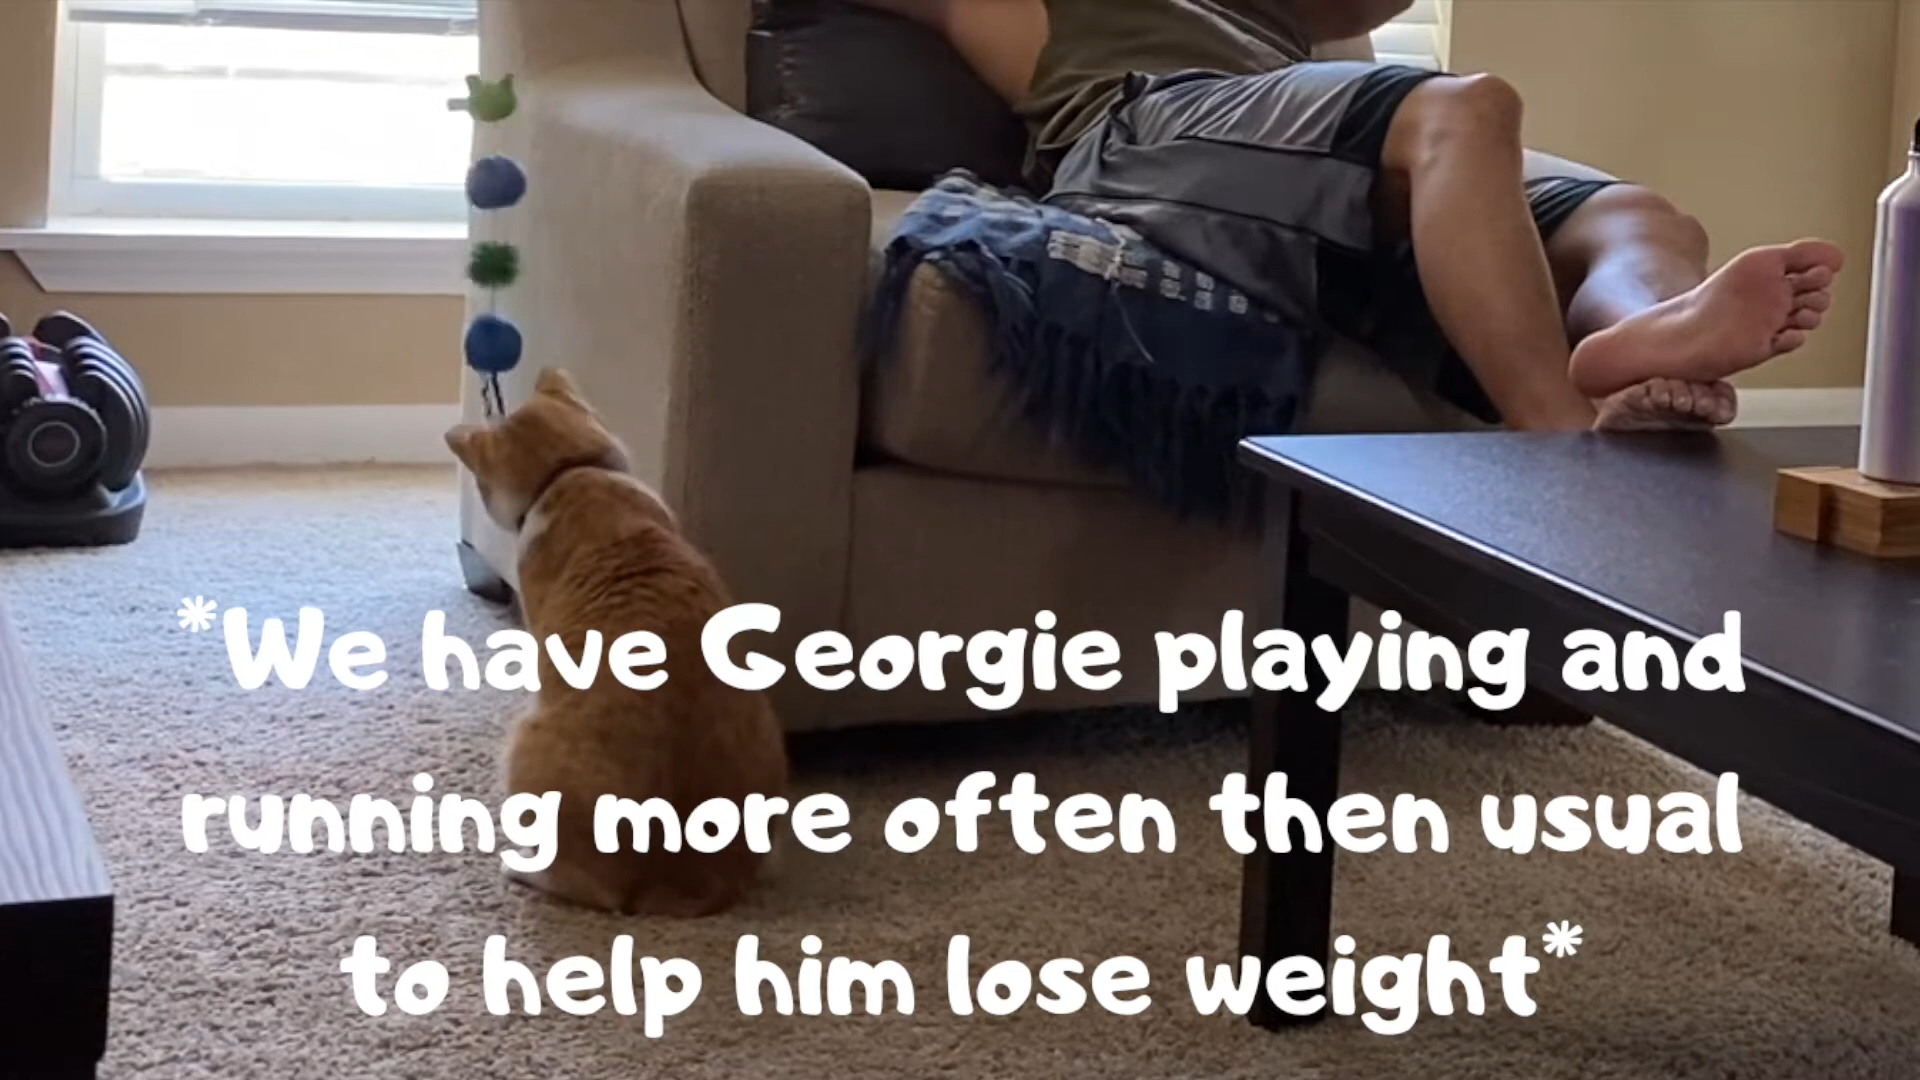 *We have Georgie playing and
running more often then usual
to help him lose weight*